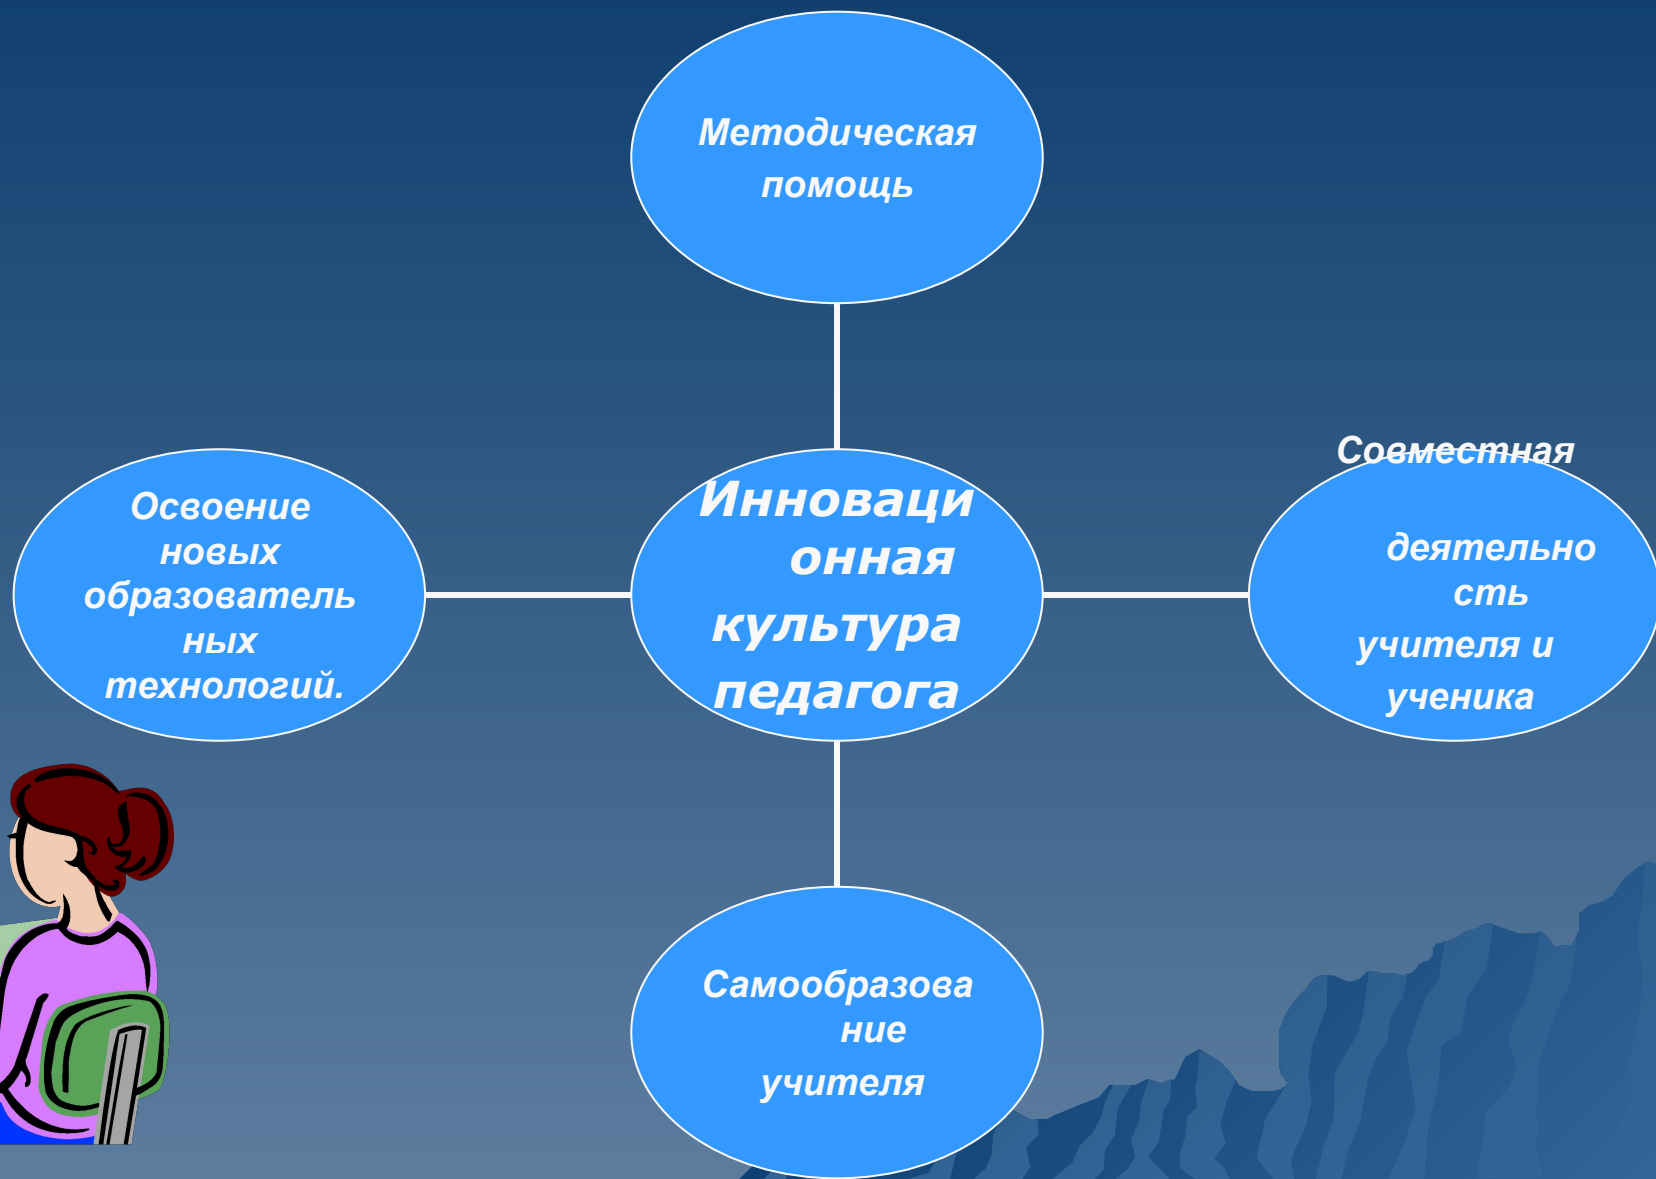 Методическая
помощь
Освоение
новых
образователь
ных
технологий.
Инноваци
онная
культура
педагога
Совместная
деятельно
сть
учителя и
ученика
Самообразова
ние
учителя